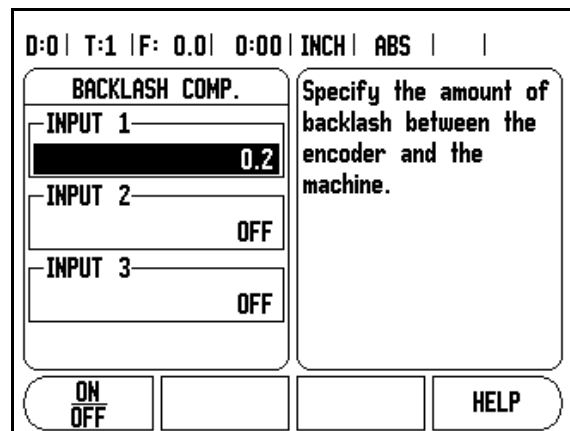 D:0 | T:1 | F: 0.0 | 0:00 | INCH | ABS | |
BACKLASH COMP.
INPUT 1
0.2
INPUT 2
OFF
INPUT 3
OFF
Specify the amount of
backlash between the
encoder and the
machine.
ON
OFF
HELP